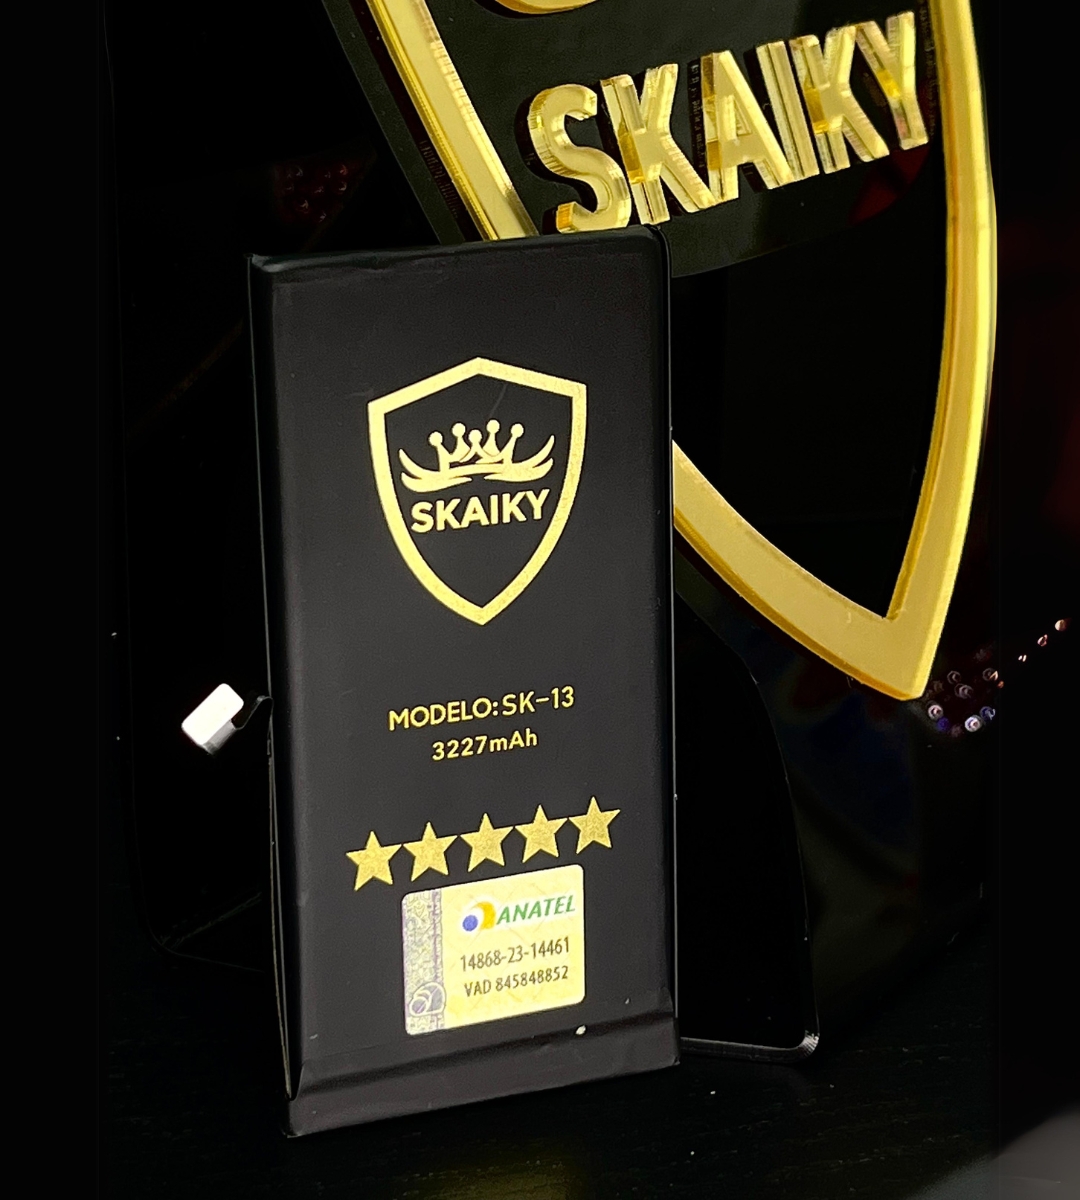 SKAIKY
SKAIKY
MODELO:SK-13
3227mAh
ANATEL
14868-23-14461
VAD 845848852